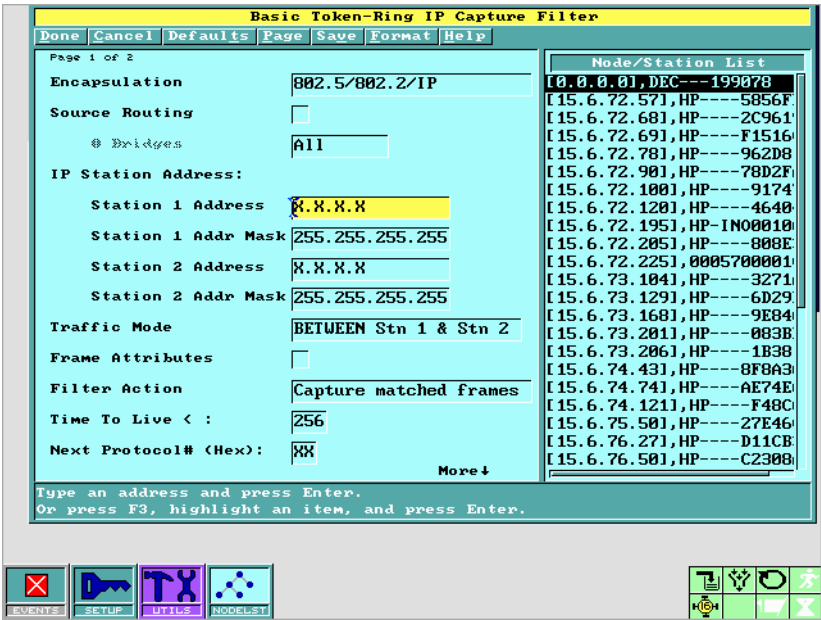 Basic Token-Ring IP Capture Filter
Done Cancel Defaults Page Save Format Help
Page 1 of 2
Encapsulation 802.5/802.2/IP
Source Routing
# Bridges All
IP Station Address:
Station 1 Address X.X.X.X
Station 1 Addr Mask 255.255.255.255
Station 2 Address X.X.X.X
Station 2 Addr Mask 255.255.255.255
Traffic Mode BETWEEN Stn 1 & Stn 2
Frame Attributes
Filter Action Capture matched frames
Time To Live < : 256
Next Protocol# (Hex): XX
More↓
Node/Station List
[0.0.0.0],DEC---199078
[15.6.72.57],HP----5856F
[15.6.72.68],HP----2C961
[15.6.72.69],HP----F1516
[15.6.72.78],HP----962D8
[15.6.72.90],HP----78D2F
[15.6.72.100],HP----9174
[15.6.72.120],HP----4640
[15.6.72.195],HP-INO0010
[15.6.72.205],HP----808E
[15.6.72.225],0005700001
[15.6.73.104],HP----3271
[15.6.73.129],HP----6D29
[15.6.73.168],HP----9E84
[15.6.73.201],HP----083B
[15.6.73.206],HP----1B38
[15.6.74.43],HP----8F8A3
[15.6.74.74],HP----AE74E
[15.6.74.121],HP----F48C
[15.6.75.50],HP----27E46
[15.6.76.27],HP----D11CB
[15.6.76.50],HP----C2308
Type an address and press Enter.
Or press F3, highlight an item, and press Enter.
EVENTS SETUP UTILS NODELST
16